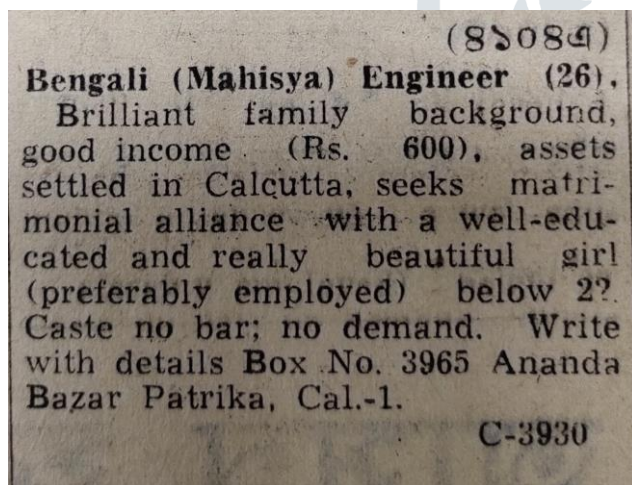 (৪১০৪এ)
Bengali (Mahisya) Engineer (26),
Brilliant family background,
good income (Rs. 600), assets
settled in Calcutta, seeks matri-
monial alliance with a well-edu-
cated and really beautiful girl
(preferably employed) below
Caste no bar; no demand. Write
with details Box No. 3965 Ananda
Bazar Patrika, Cal.-1.
C-3930